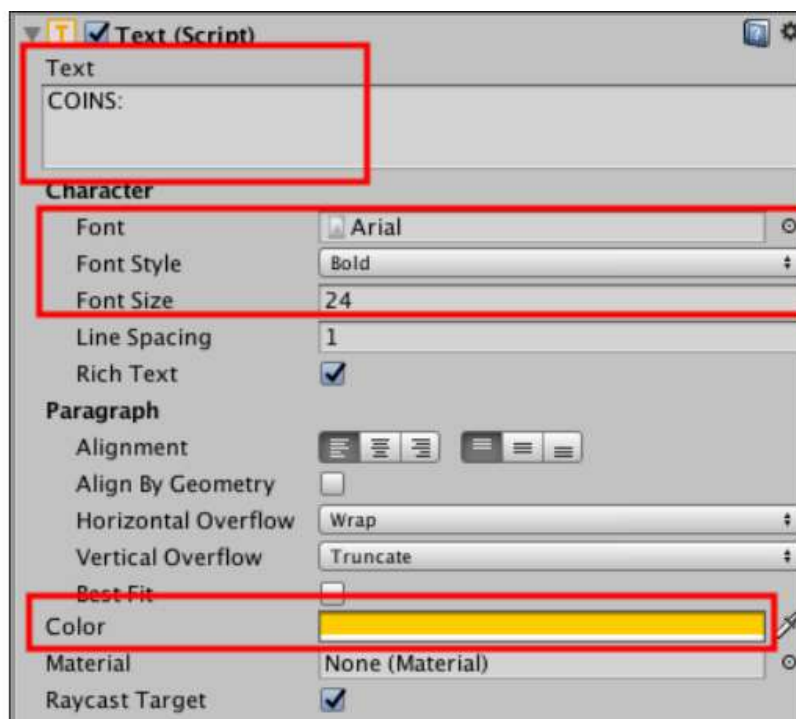 T Text (Script)
Text
COINS:
Character
Font Arial
Font Style Bold
Font Size 24
Line Spacing 1
Rich Text
Paragraph
Alignment
Align By Geometry
Horizontal Overflow Wrap
Vertical Overflow Truncate
Best Fit
Color
Material None (Material)
Raycast Target